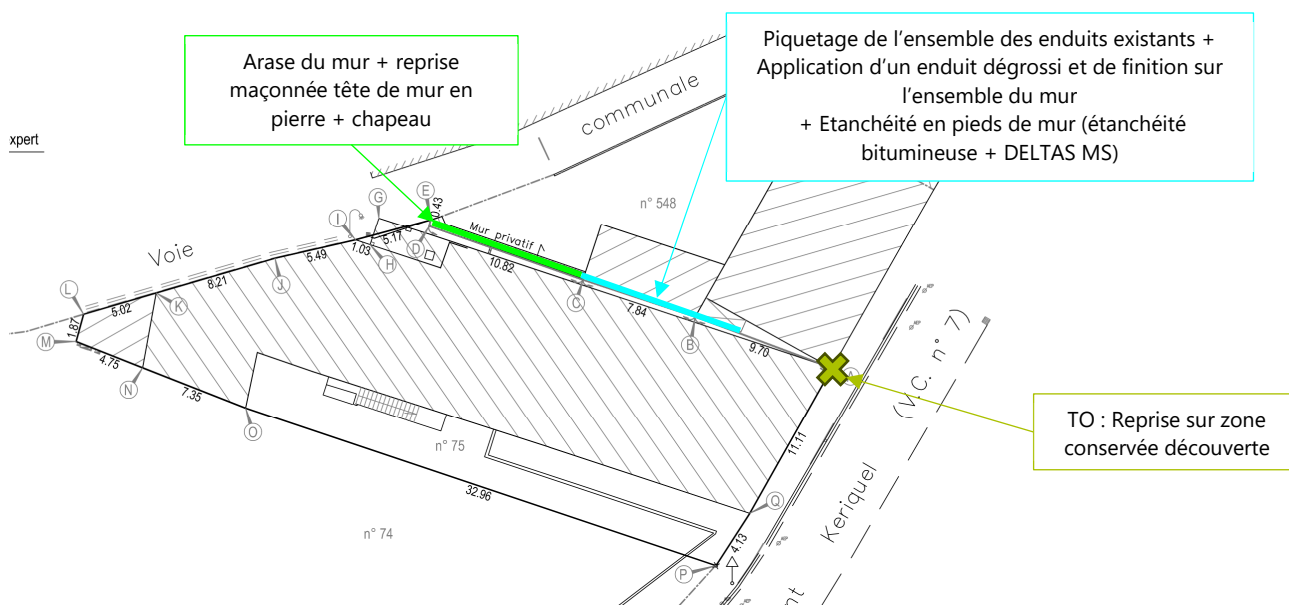 Arase du mur + reprise
maçonnée tête de mur en
pierre + chapeau
Piquetage de l'ensemble des enduits existants +
Application d'un enduit dégrossi et de finition sur
l'ensemble du mur
+ Etanchéité en pieds de mur (étanchéité
bitumineuse + DELTAS MS)
xpert
communale
n° 548
E
G
0.43
I
Mur privatif
D
5.17
H
1.03
10.82
Voie
5.49
J
8.21
K
C
7.84
L
5.02
1.87
M
B
9.70
A
4.75
N
7.35
O
TO : Reprise sur zone
conservée découverte
n° 75
11.11
(V.C. n° 7)
Keriquel
32.96
Q
n° 74
4.13
P
nt